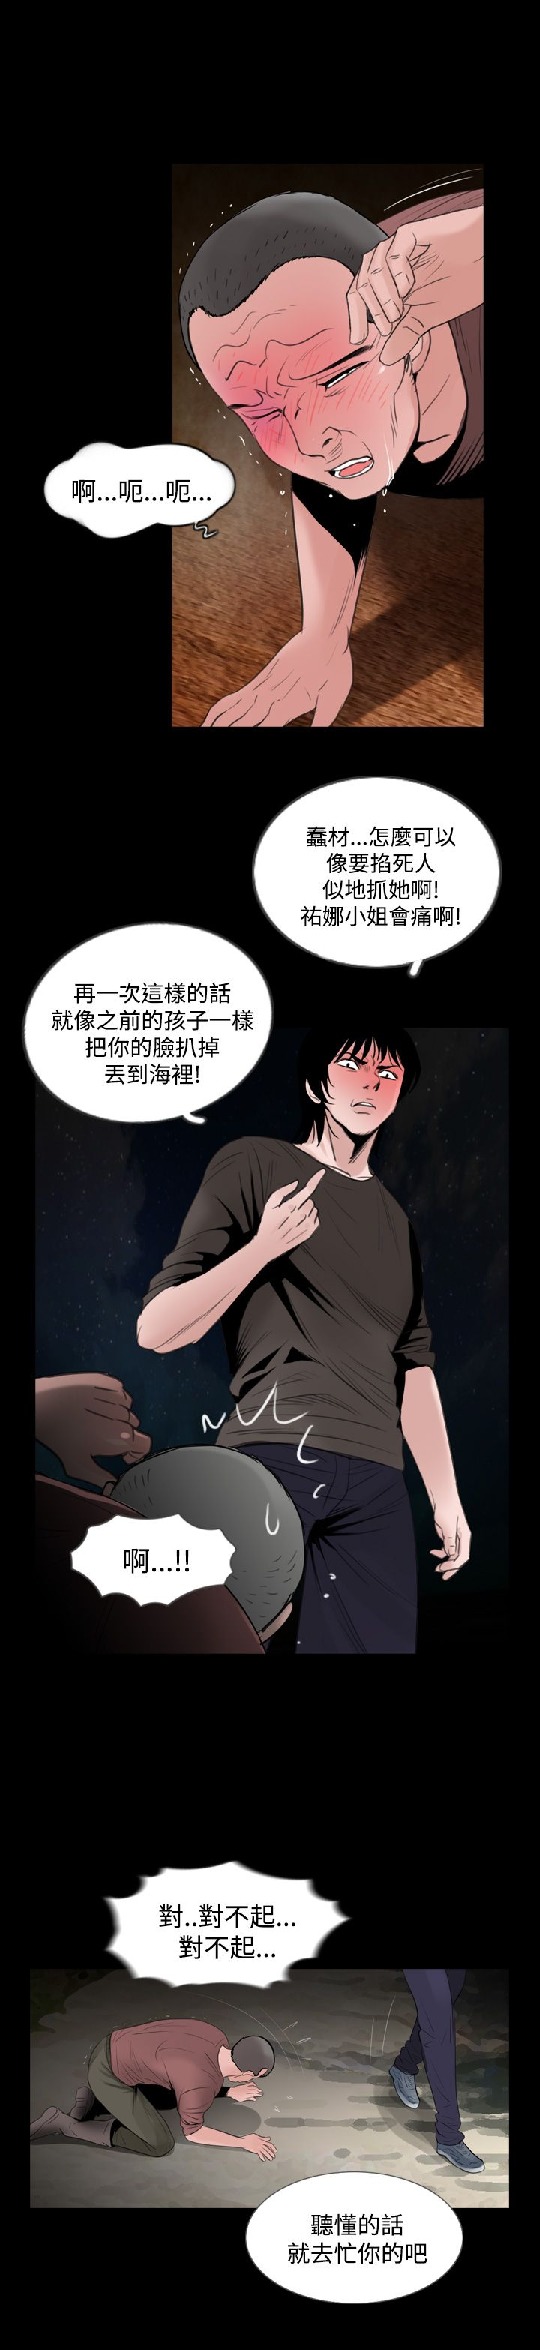 啊...呃...呃...
蠢材...怎麼可以
像要掐死人
似地抓她啊!
祐娜小姐會痛啊!
再一次這樣的話
就像之前的孩子一樣
把你的臉扒掉
丟到海裡!
啊...!!
對..對不起...
對不起...
聽懂的話
就去忙你的吧